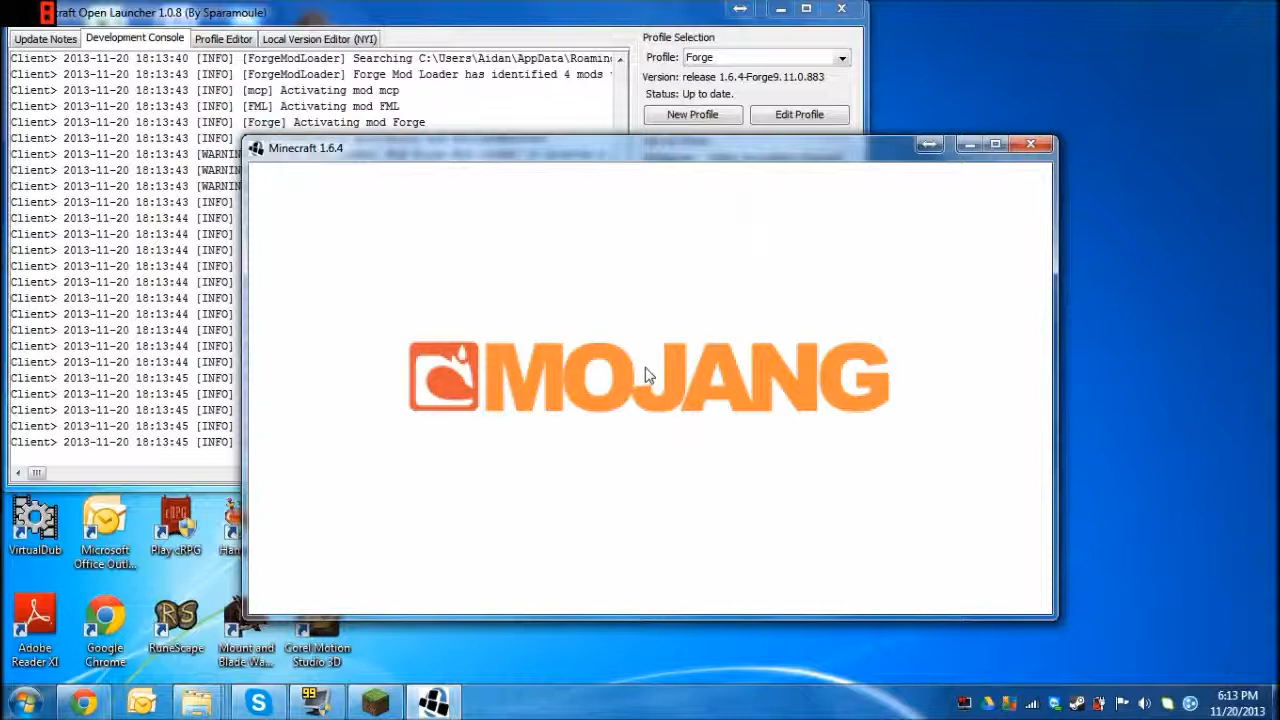 8
craft Open Launcher 1.0.8 (By Sparamoule)
Update Notes Development Console Profile Editor Local Version Editor (NYI)
Client> 2013-11-20 18:13:40 [INFO] [ForgeModLoader] Searching C:\Users\Aidan\AppData\Roamin
Client> 2013-11-20 18:13:43 [INFO] [ForgeModLoader] Forge Mod Loader has identified 4 mods
Client> 2013-11-20 18:13:43 [INFO] [mcp] Activating mod mcp
Client> 2013-11-20 18:13:43 [INFO] [FML] Activating mod FML
Client> 2013-11-20 18:13:43 [INFO] [Forge] Activating mod Forge
Client> 2013-11-20 18:13:43 [INFO]
Client> 2013-11-20 18:13:43 [WARNIN
Client> 2013-11-20 18:13:43 [WARNIN
Client> 2013-11-20 18:13:43 [WARNIN
Client> 2013-11-20 18:13:43 [INFO]
Client> 2013-11-20 18:13:44 [INFO]
Client> 2013-11-20 18:13:44 [INFO]
Client> 2013-11-20 18:13:44 [INFO]
Client> 2013-11-20 18:13:44 [INFO]
Client> 2013-11-20 18:13:44 [INFO]
Client> 2013-11-20 18:13:44 [INFO]
Client> 2013-11-20 18:13:44 [INFO]
Client> 2013-11-20 18:13:44 [INFO]
Client> 2013-11-20 18:13:44 [INFO]
Client> 2013-11-20 18:13:44 [INFO]
Client> 2013-11-20 18:13:45 [INFO]
Client> 2013-11-20 18:13:45 [INFO]
Client> 2013-11-20 18:13:45 [INFO]
Client> 2013-11-20 18:13:45 [INFO]
Client> 2013-11-20 18:13:45 [INFO]
Profile Selection
Profile: Forge
Version: release 1.6.4-Forge9.11.0.883
Status: Up to date.
New Profile Edit Profile
Minecraft 1.6.4
MOJANG
VirtualDub
Microsoft
Office Outl...
Play cRPG
Har
Adobe
Reader XI
Google
Chrome
RuneScape
Mount and
Blade Wa...
Corel Motion
Studio 3D
99
6:13 PM
11/20/2013